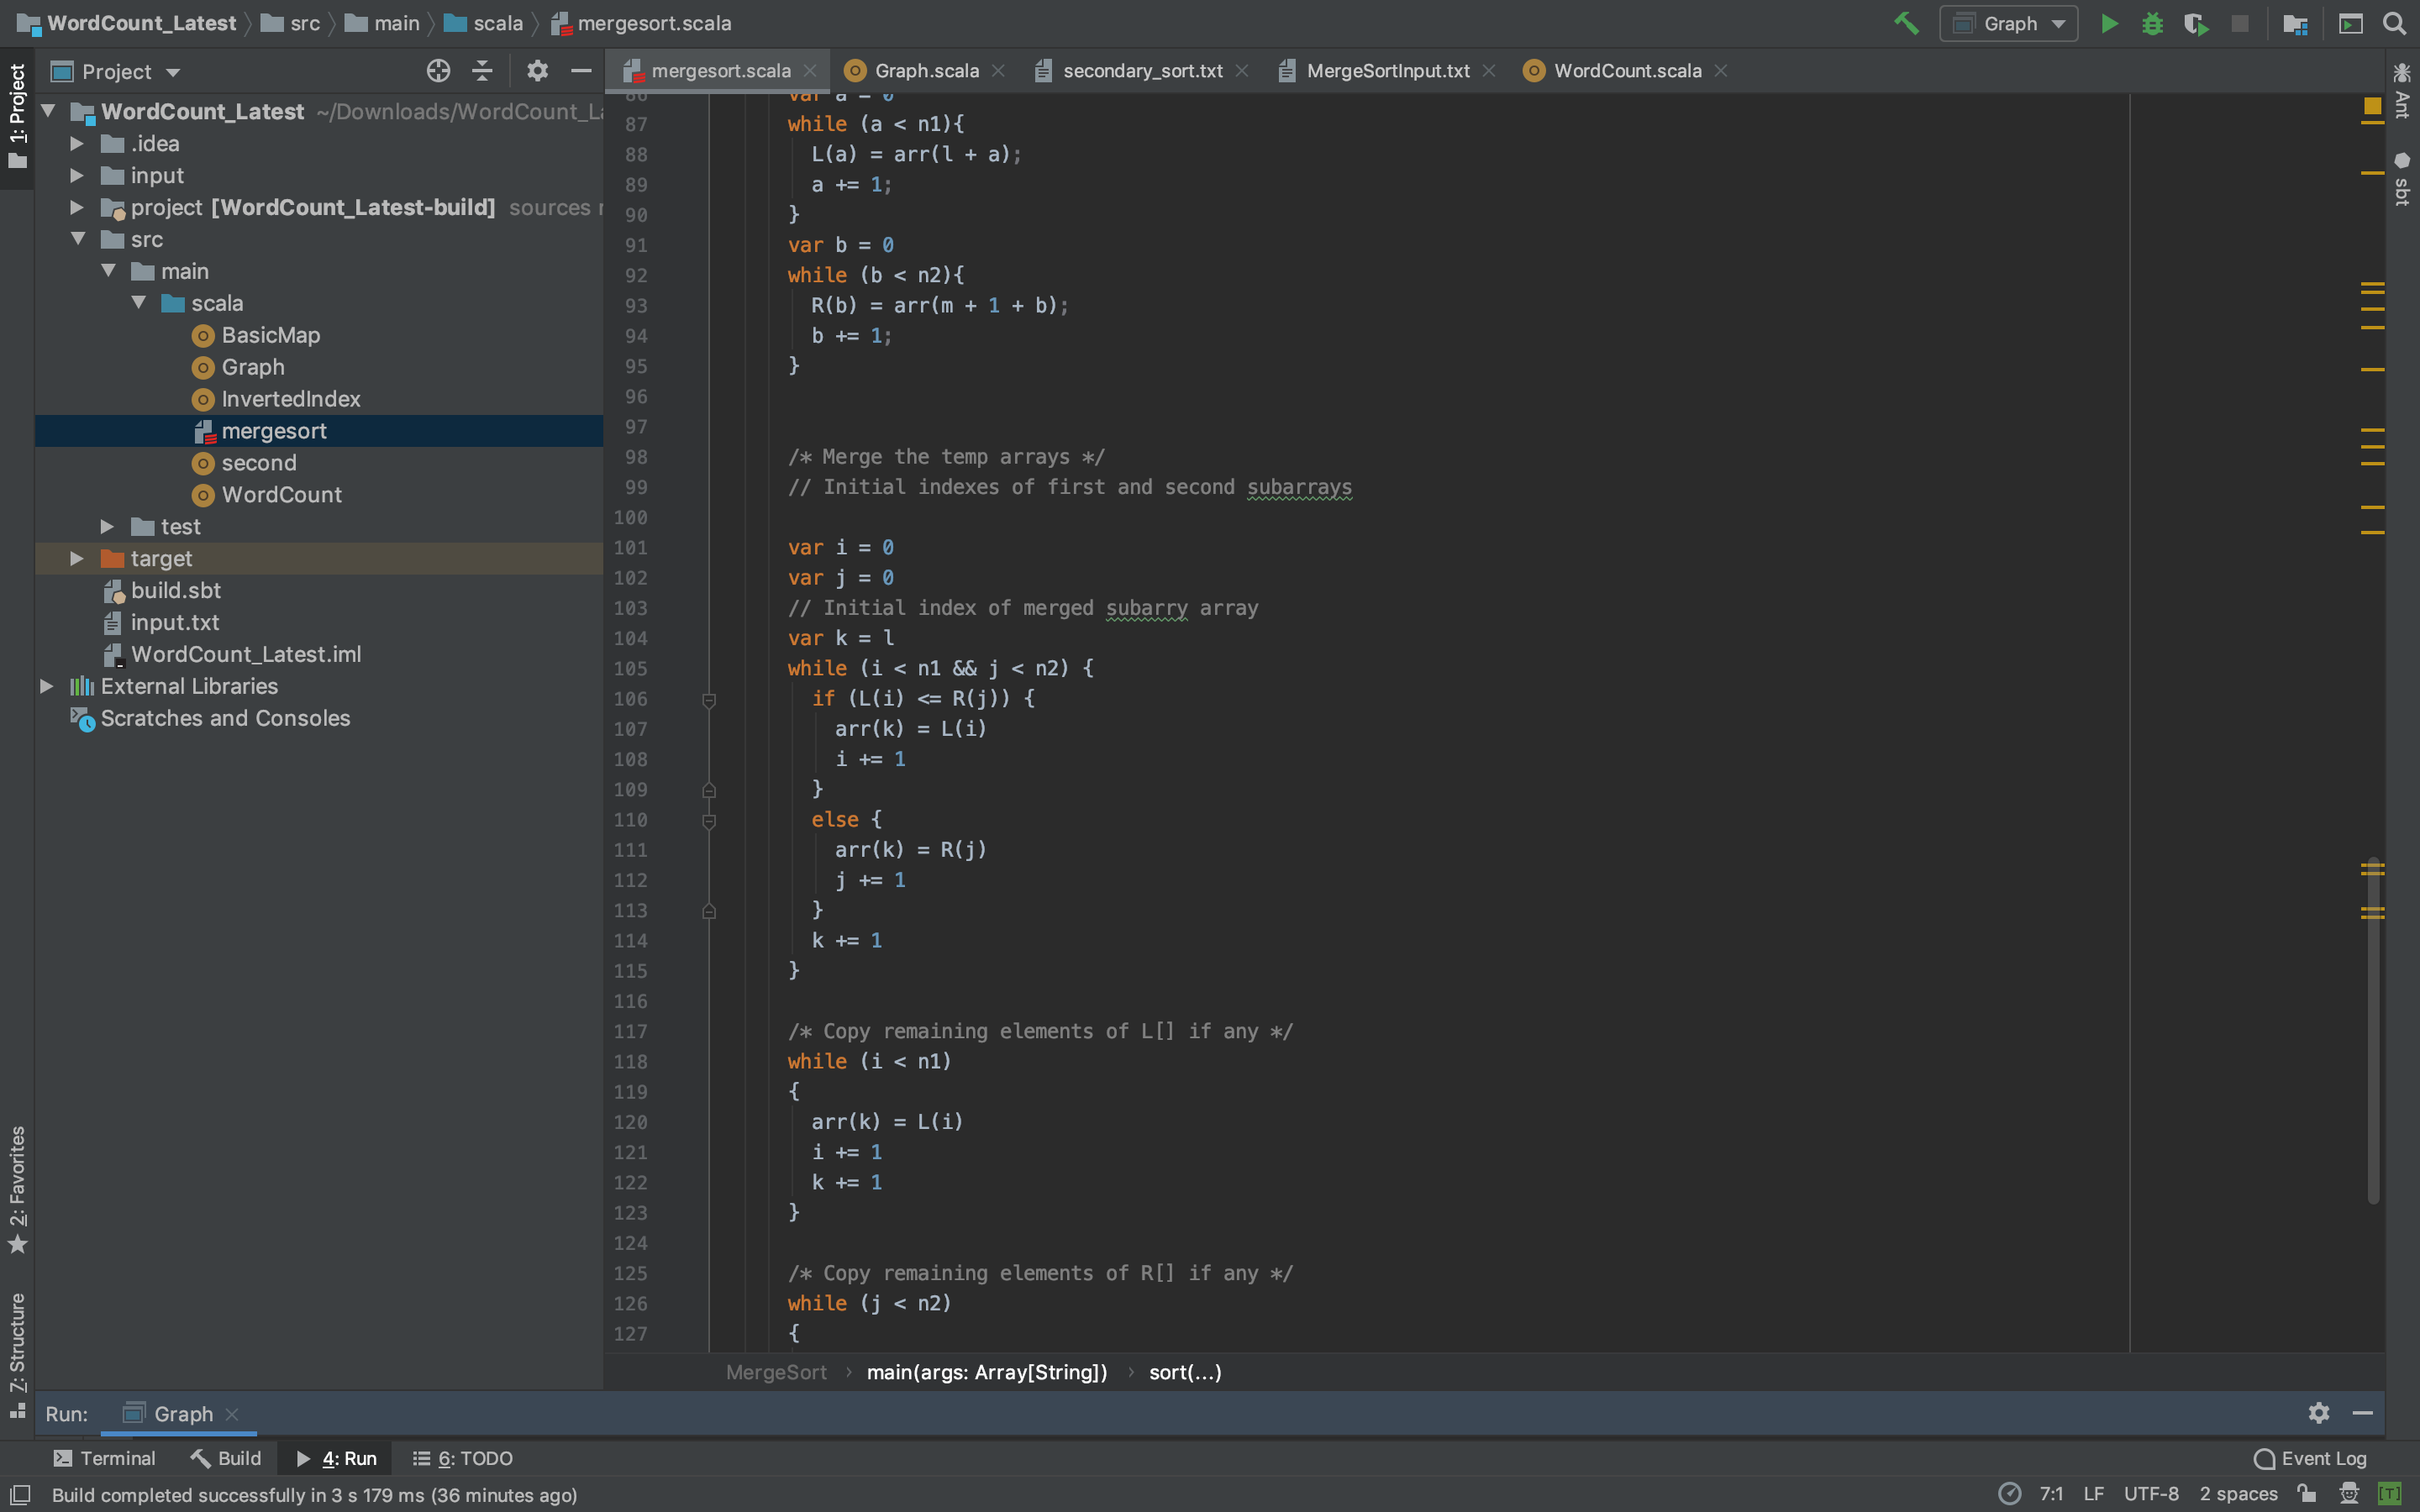 WordCount_Latest src main scala mergesort.scala Graph
1: Project
Project
mergesort.scala Graph.scala secondary_sort.txt MergeSortInput.txt WordCount.scala
Ant
sbt
WordCount_Latest ~/Downloads/WordCount_L
.idea
input
project [WordCount_Latest-build] sources
src
main
scala
BasicMap
Graph
InvertedIndex
mergesort
second
WordCount
test
target
build.sbt
input.txt
WordCount_Latest.iml
External Libraries
Scratches and Consoles
2: Favorites
7: Structure
86 var a = 0
87 while (a < n1){
88 L(a) = arr(l + a);
89 a += 1;
90 }
91 var b = 0
92 while (b < n2){
93 R(b) = arr(m + 1 + b);
94 b += 1;
95 }
96
97
98 /* Merge the temp arrays */
99 // Initial indexes of first and second subarrays
100
101 var i = 0
102 var j = 0
103 // Initial index of merged subarry array
104 var k = l
105 while (i < n1 && j < n2) {
106 if (L(i) <= R(j)) {
107 arr(k) = L(i)
108 i += 1
109 }
110 else {
111 arr(k) = R(j)
112 j += 1
113 }
114 k += 1
115 }
116
117 /* Copy remaining elements of L[] if any */
118 while (i < n1)
119 {
120 arr(k) = L(i)
121 i += 1
122 k += 1
123 }
124
125 /* Copy remaining elements of R[] if any */
126 while (j < n2)
127 {
MergeSort › main(args: Array[String]) › sort(...)
Run: Graph
Terminal Build 4: Run 6: TODO Event Log
Build completed successfully in 3 s 179 ms (36 minutes ago) 7:1 LF UTF-8 2 spaces [T]